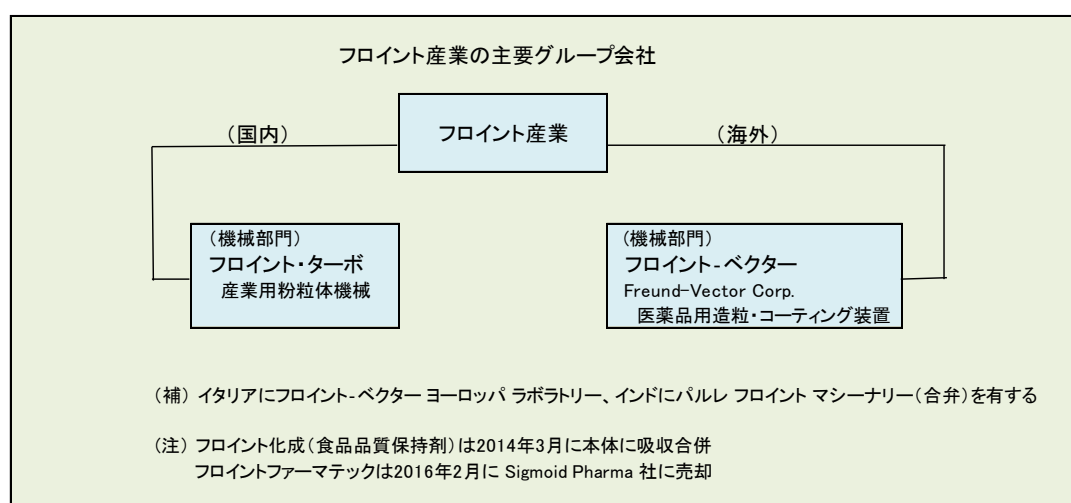 フロイント産業の主要グループ会社
フロイント産業
（国内）
（海外）
（機械部門）
フロイント・ターボ
産業用粉粒体機械
（機械部門）
フロイント-ベクター
Freund-Vector Corp.
医薬品用造粒・コーティング装置
（補） イタリアにフロイント-ベクター ヨーロッパ ラボラトリー、インドにパルレ フロイント マシーナリー（合弁）を有する
（注） フロイント化成（食品品質保持剤）は2014年3月に本体に吸収合併
フロイントファーマテックは2016年2月に Sigmoid Pharma 社に売却